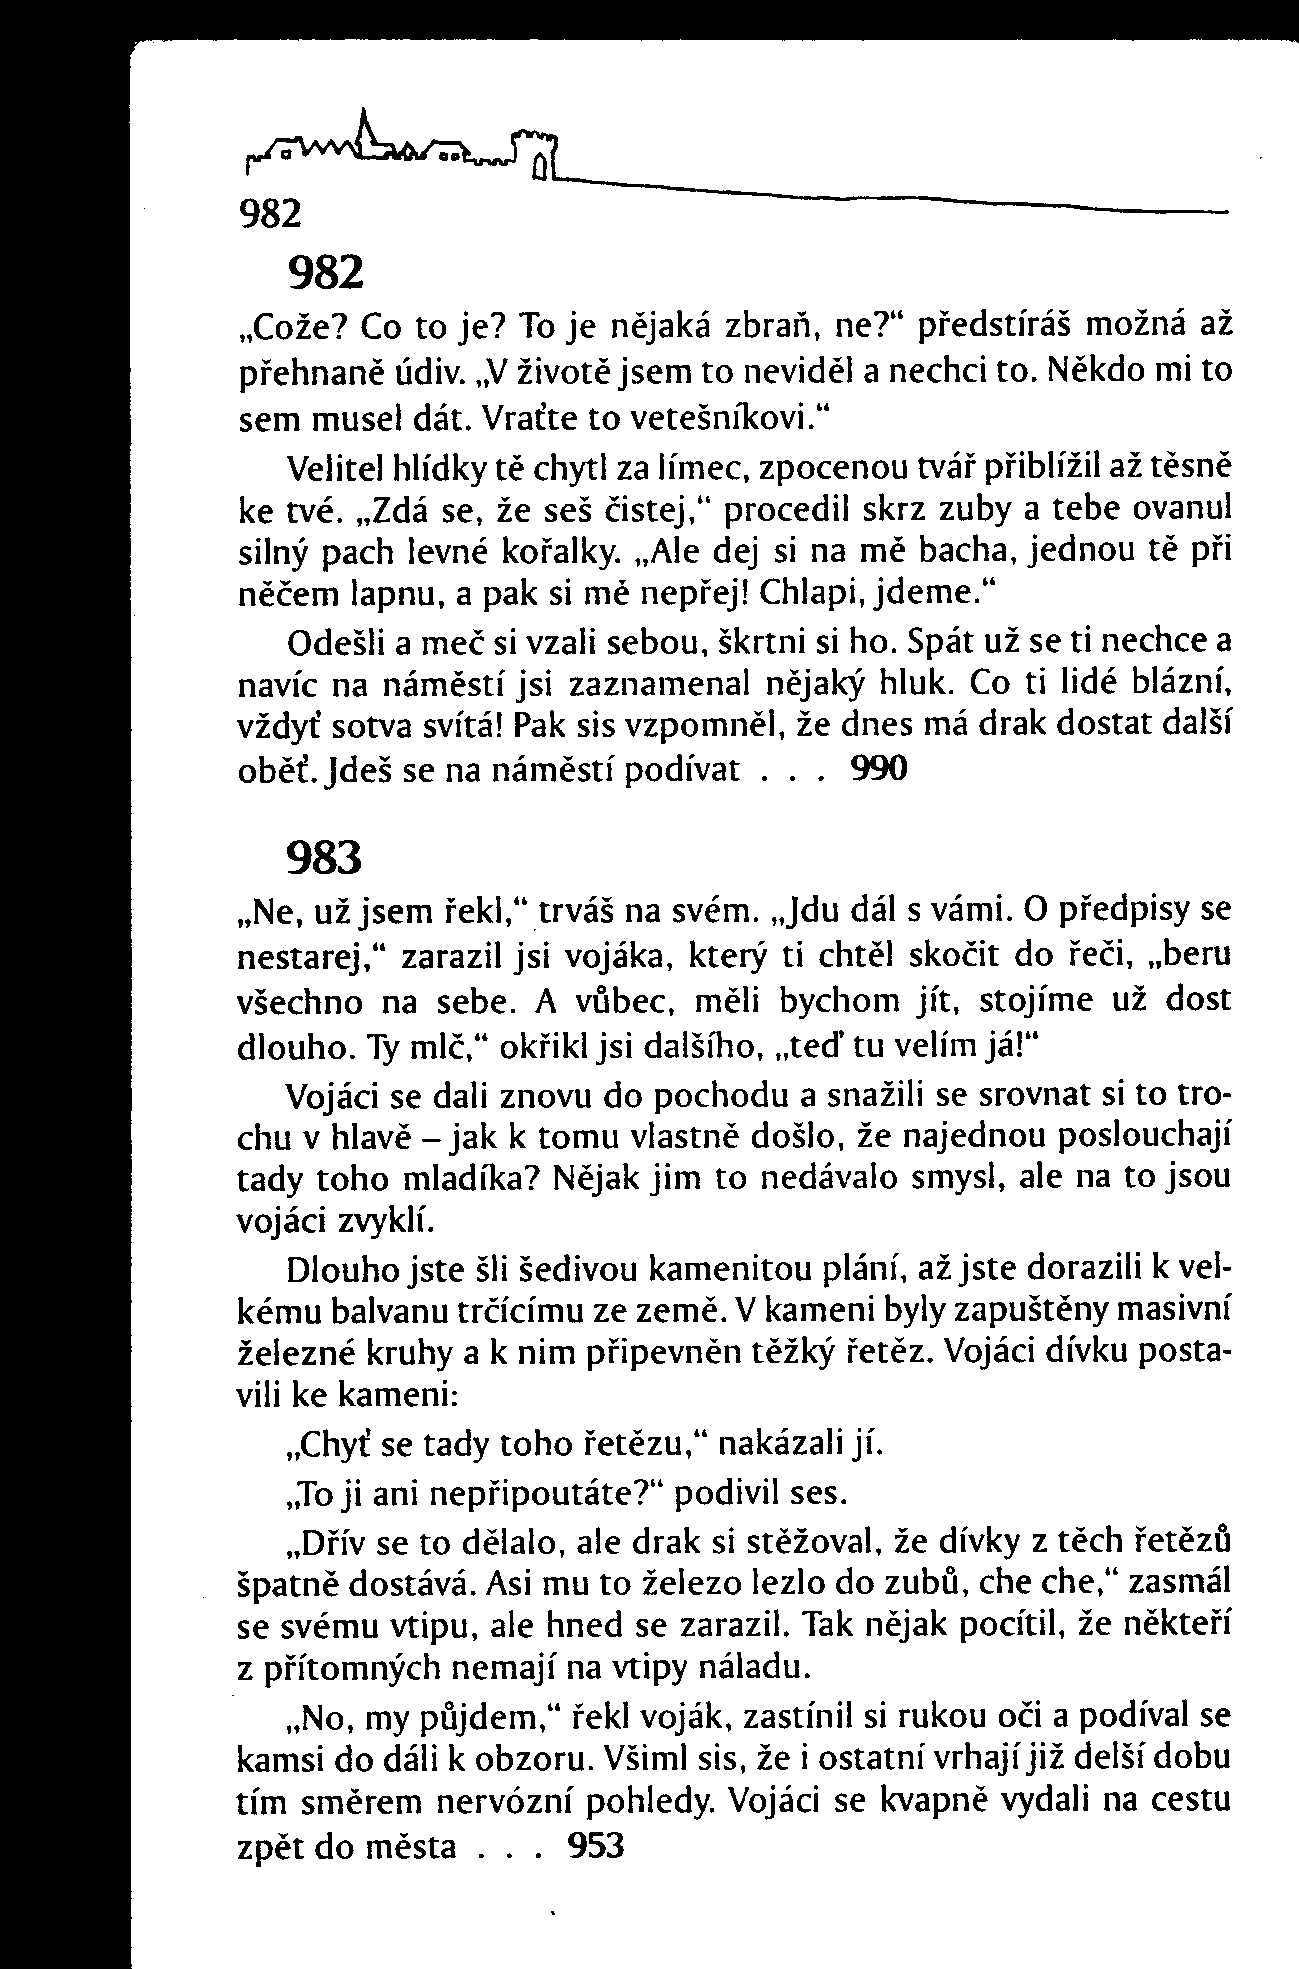 982
982
„Cože? Co to je? To je nějaká zbraň, ne?“ předstíráš možná až
přehnaně údiv. „V životě jsem to neviděl a nechci to. Někdo mi to
sem musel dát. Vraťte to vetešníkovi.“
Velitel hlídky tě chytl za límec, zpocenou tvář přiblížil až těsně
ke tvé. „Zdá se, že seš čistej,“ procedil skrz zuby a tebe ovanul
silný pach levné kořalky. „Ale dej si na mě bacha, jednou tě při
něčem lapnu, a pak si mě nepřej! Chlapi, jdeme.“
Odešli a meč si vzali sebou, škrtni si ho. Spát už se ti nechce a
navíc na náměstí jsi zaznamenal nějaký hluk. Co ti lidé blázní,
vždyť sotva svítá! Pak sis vzpomněl, že dnes má drak dostat další
oběť. Jdeš se na náměstí podívat . . . 990
983
„Ne, už jsem řekl,“ trváš na svém. „Jdu dál s vámi. O předpisy se
nestarej,“ zarazil jsi vojáka, který ti chtěl skočit do řeči, „beru
všechno na sebe. A vůbec, měli bychom jít, stojíme už dost
dlouho. Ty mlč,“ okřikl jsi dalšího, „teď tu velím já!“
Vojáci se dali znovu do pochodu a snažili se srovnat si to tro-
chu v hlavě – jak k tomu vlastně došlo, že najednou poslouchají
tady toho mladíka? Nějak jim to nedávalo smysl, ale na to jsou
vojáci zvyklí.
Dlouho jste šli šedivou kamenitou plání, až jste dorazili k vel-
kému balvanu trčícímu ze země. V kameni byly zapuštěny masivní
železné kruhy a k nim připevněn těžký řetěz. Vojáci dívku posta-
vili ke kameni:
„Chyť se tady toho řetězu,“ nakázali jí.
„To ji ani nepřipoutáte?“ podivil ses.
„Dřív se to dělalo, ale drak si stěžoval, že dívky z těch řetězů
špatně dostává. Asi mu to železo lezlo do zubů, che che,“ zasmál
se svému vtipu, ale hned se zarazil. Tak nějak pocítil, že někteří
z přítomných nemají na vtipy náladu.
„No, my půjdem,“ řekl voják, zastínil si rukou oči a podíval se
kamsi do dáli k obzoru. Všiml sis, že i ostatní vrhají již delší dobu
tím směrem nervózní pohledy. Vojáci se kvapně vydali na cestu
zpět do města . . . 953